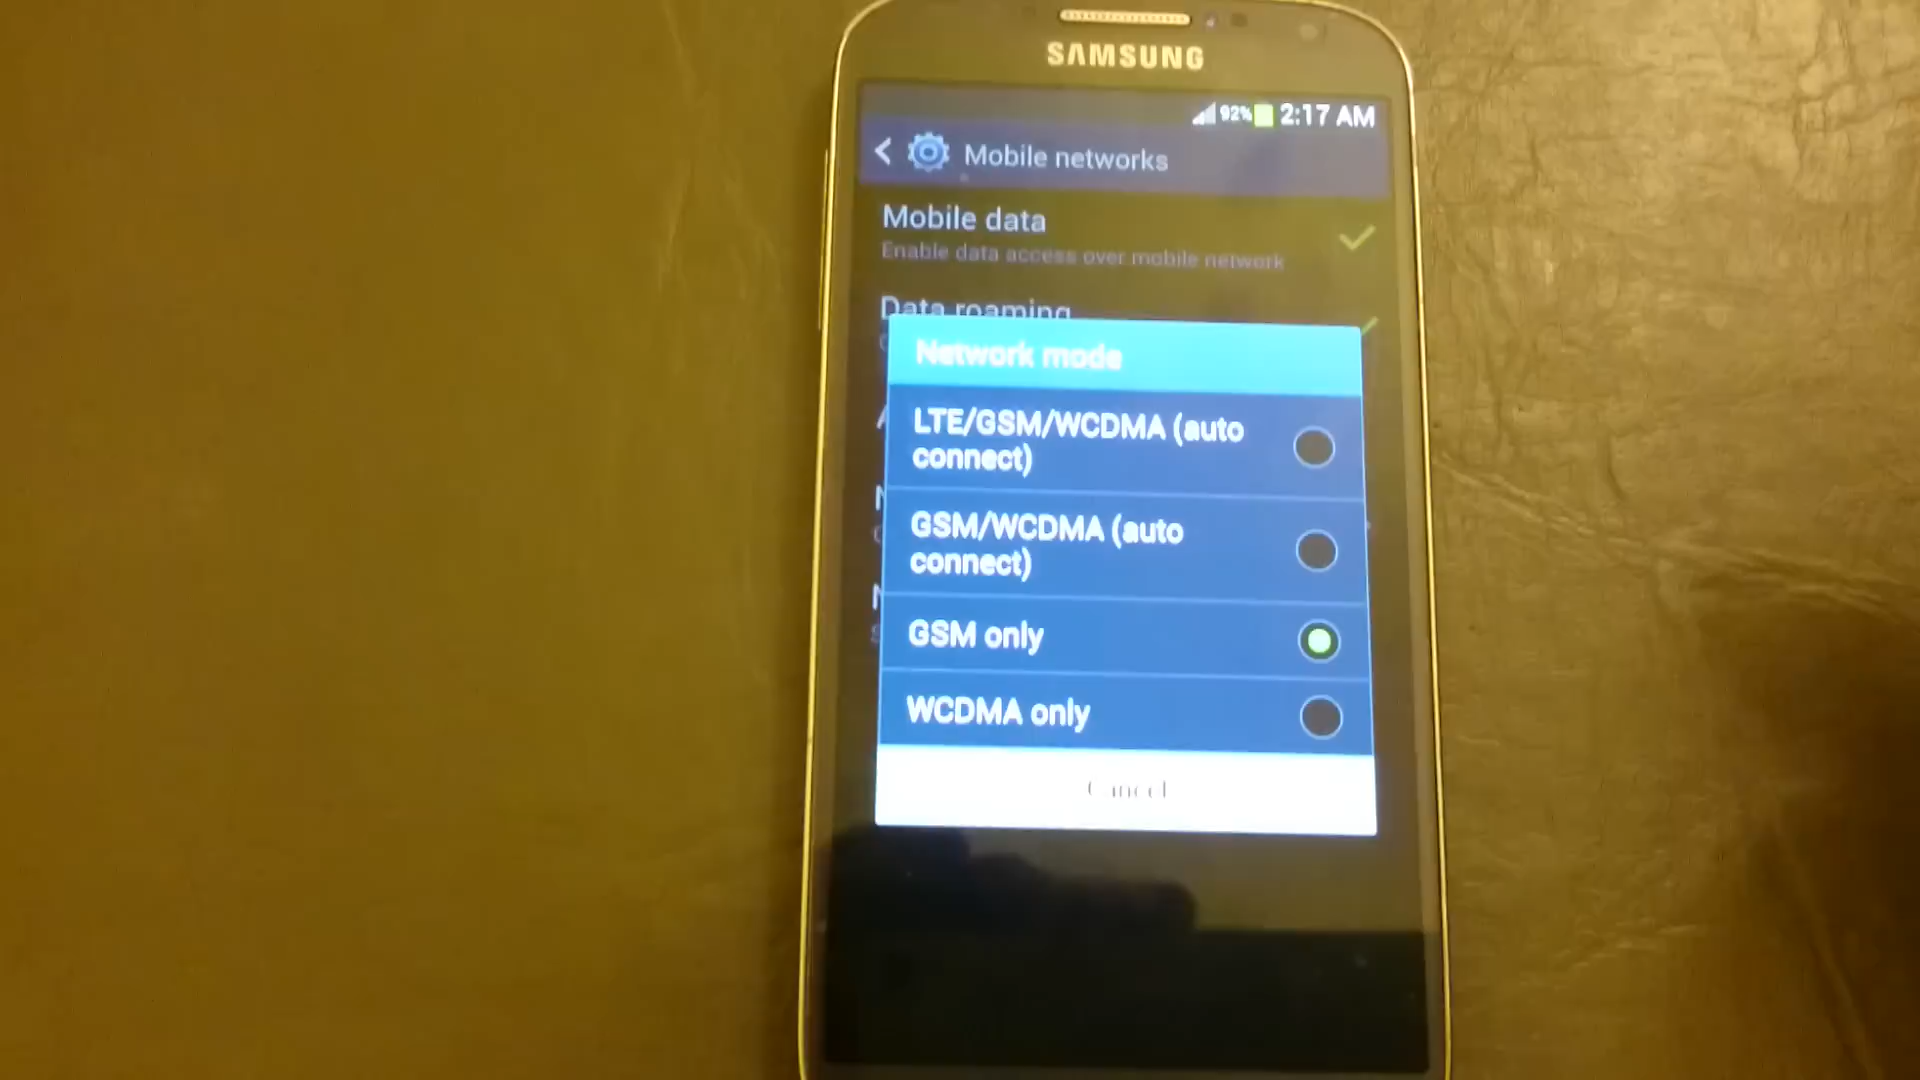 SAMSUNG
92% 2:17 AM
Mobile networks
Mobile data
Enable data access over mobile network
Data roaming
Network mode
LTE/GSM/WCDMA (auto
connect)
GSM/WCDMA (auto
connect)
GSM only
WCDMA only
Cancel